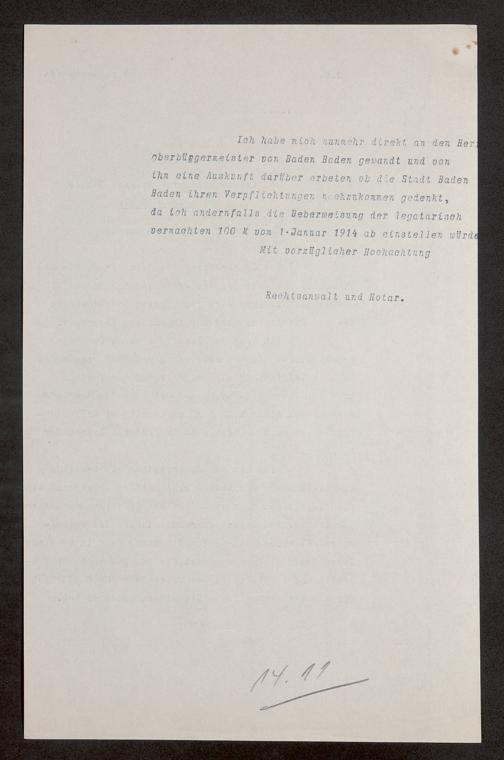 Ich habe mich nunmehr direkt an den Herr
oberbürgermeister von Baden Baden gewandt und von
ihm eine Auskunft darüber erbeten ob die Stadt Baden
Baden ihren Verpflichtungen nachzukommen gedenkt,
da ich andernfalls die Ueberweisung der legatarisch
vermachten 100 M vom 1.Januar 1914 ab einstellen würde
Mit vorzüglicher Hochachtung
Rechtsanwalt und Notar.
14. 11